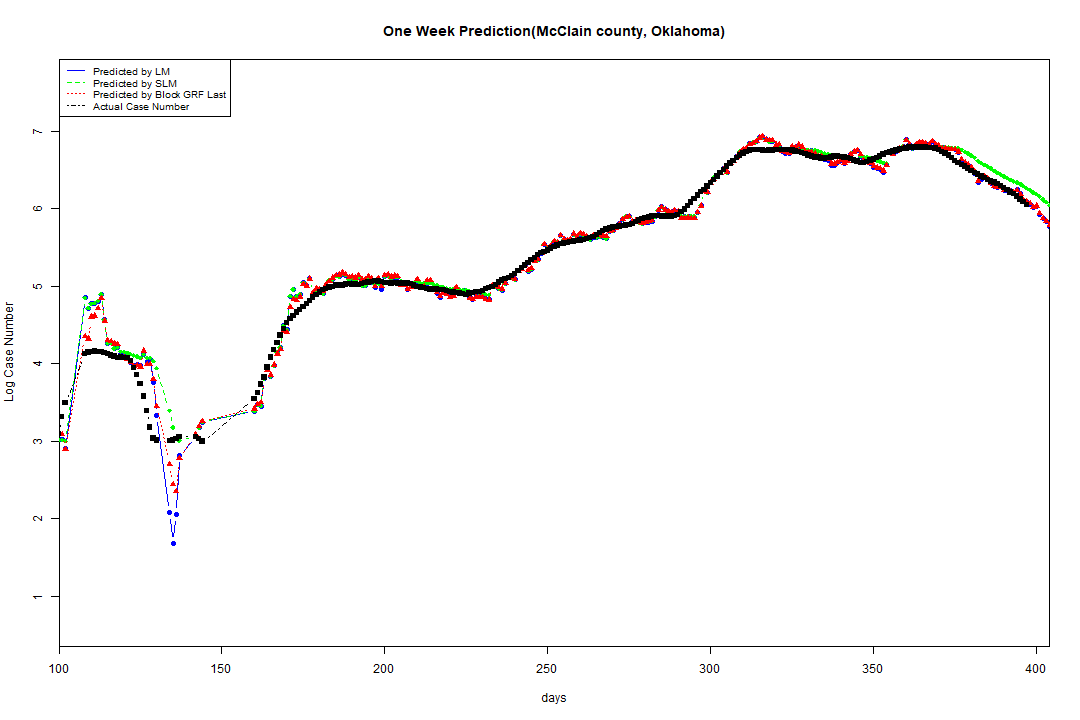 One Week Prediction(McClain county, Oklahoma)
Predicted by LM
Predicted by SLM
Predicted by Block GRF Last
Actual Case Number
7
6
5
4
3
2
1
Log Case Number
100 150 200 250 300 350 400
days